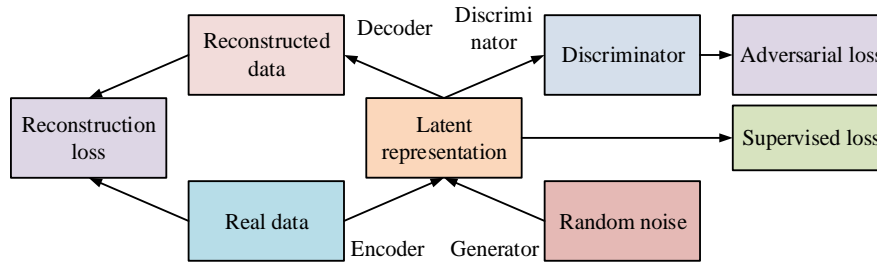 Reconstructed
data
Decoder
Discrimi
nator
Discriminator
Adversarial loss
Reconstruction
loss
Latent
representation
Supervised loss
Real data
Encoder
Generator
Random noise